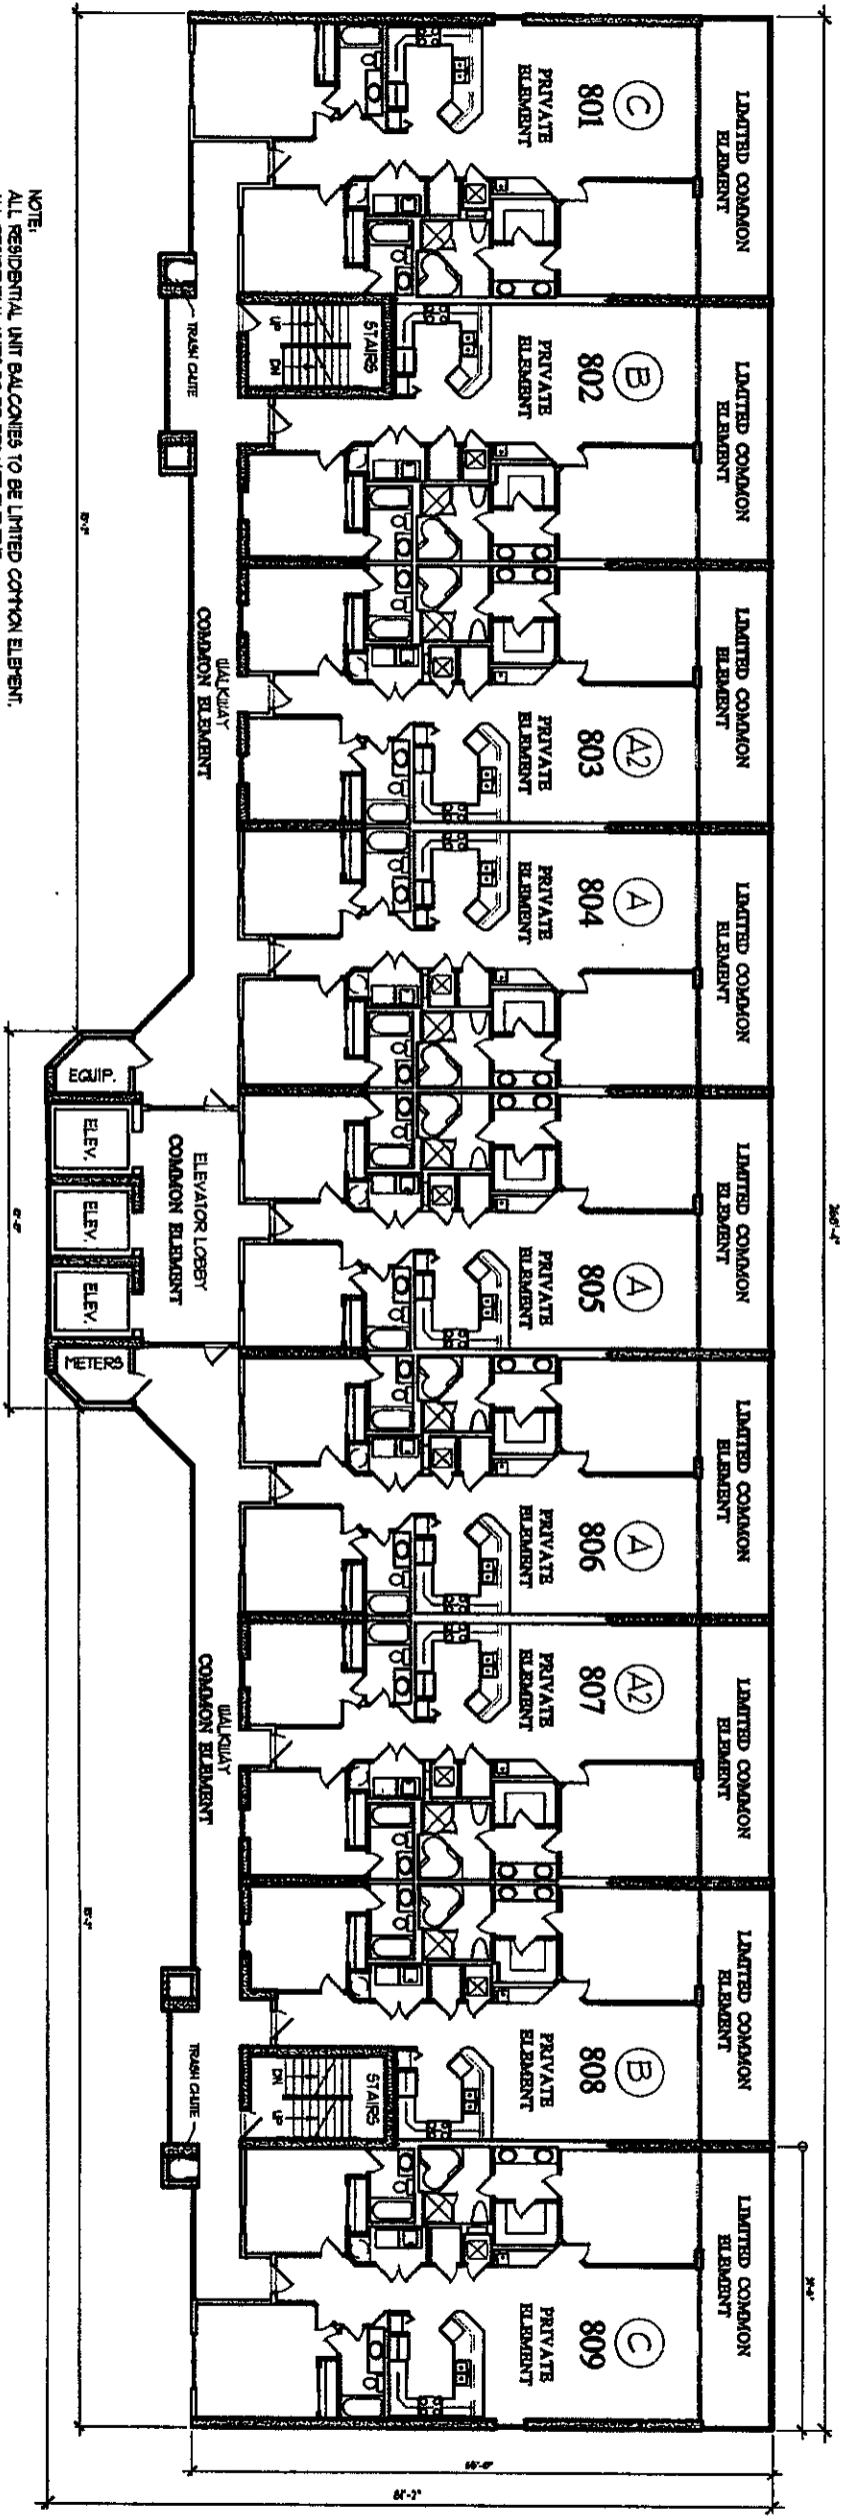 LIMITED COMMON
ELEMENT
LIMITED COMMON
ELEMENT
LIMITED COMMON
ELEMENT
LIMITED COMMON
ELEMENT
LIMITED COMMON
ELEMENT
LIMITED COMMON
ELEMENT
LIMITED COMMON
ELEMENT
LIMITED COMMON
ELEMENT
LIMITED COMMON
ELEMENT
C
801
PRIVATE
ELEMENT
B
802
PRIVATE
ELEMENT
A2
803
PRIVATE
ELEMENT
A
804
PRIVATE
ELEMENT
A
805
PRIVATE
ELEMENT
A
806
PRIVATE
ELEMENT
A2
807
PRIVATE
ELEMENT
B
808
PRIVATE
ELEMENT
C
809
PRIVATE
ELEMENT
STAIRS
UP
DN
STAIRS
DN
UP
TRASH CHUTE
WALKWAY
COMMON ELEMENT
ELEVATOR LOBBY
COMMON ELEMENT
WALKWAY
COMMON ELEMENT
TRASH CHUTE
EQUIP.
ELEV.
ELEV.
ELEV.
METERS
81'-2"
NOTE:
ALL RESIDENTIAL UNIT BALCONIES TO BE LIMITED COMMON ELEMENT.